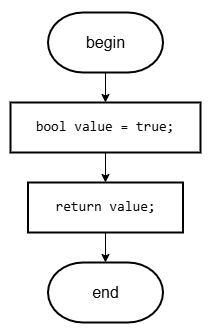 begin
bool value = true;
return value;
end